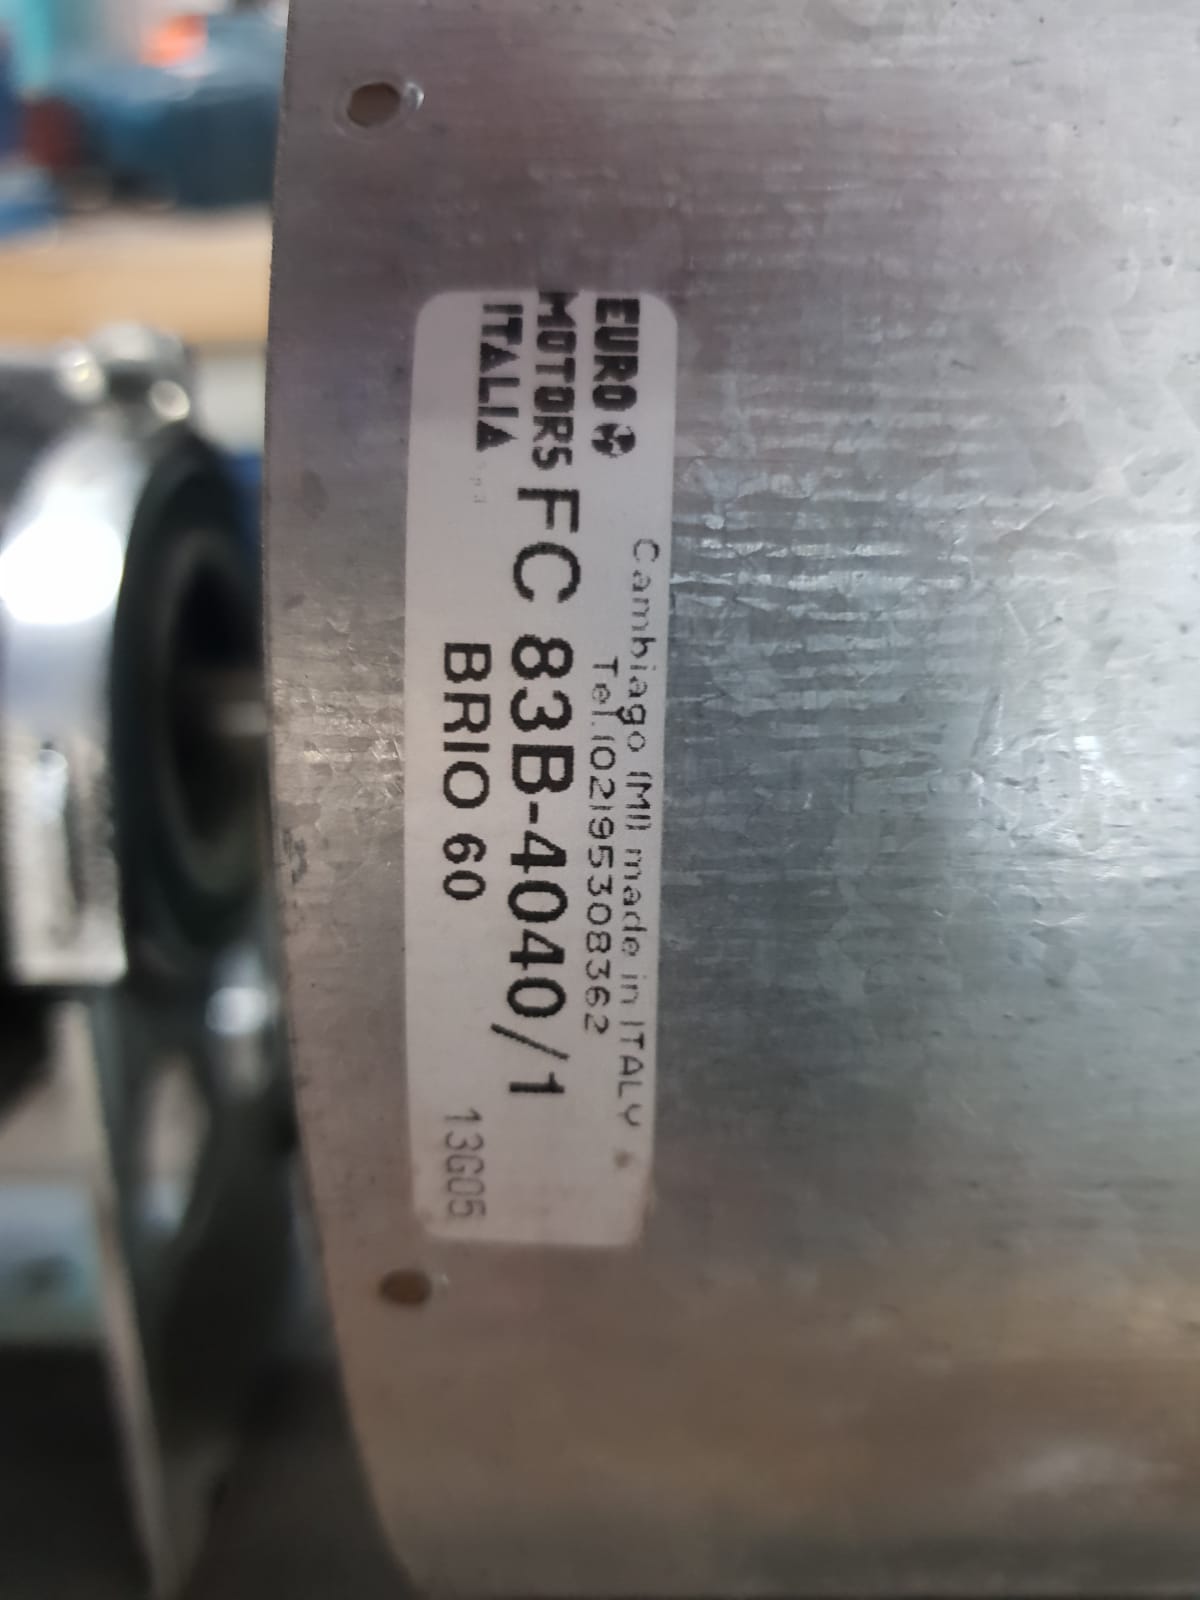 EURO
MOTORS
ITALIA
Cambiago (MI) made in ITALY
Tel.(02)95308362
FC 83B-4040/1
BRIO 60
13G05